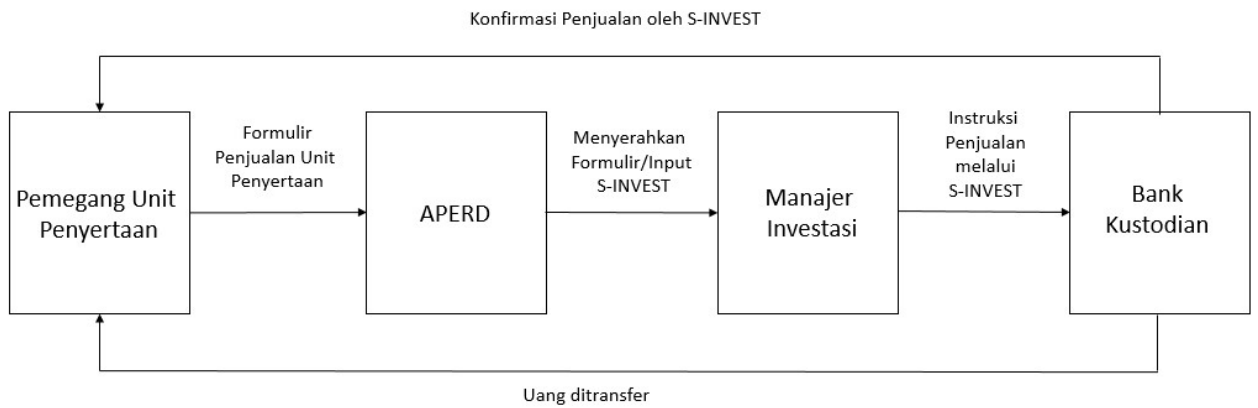 Konfirmasi Penjualan oleh S-INVEST
Pemegang Unit
Penyertaan
Formulir
Penjualan Unit
Penyertaan
APERD
Menyerahkan
Formulir/Input
S-INVEST
Manajer
Investasi
Instruksi
Penjualan
melalui
S-INVEST
Bank
Kustodian
Uang ditransfer